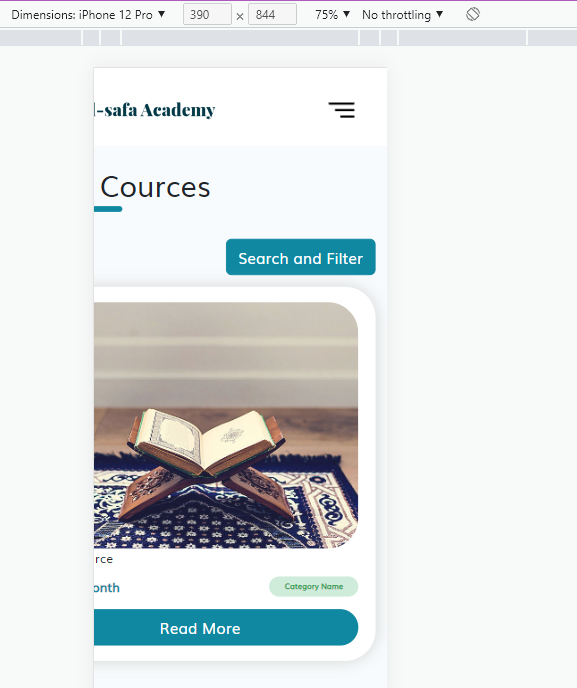 Dimensions: iPhone 12 Pro ▼ 390 × 844 75% ▼ No throttling ▼
l-safa Academy
Cources
Search and Filter
rce
onth
Category Name
Read More